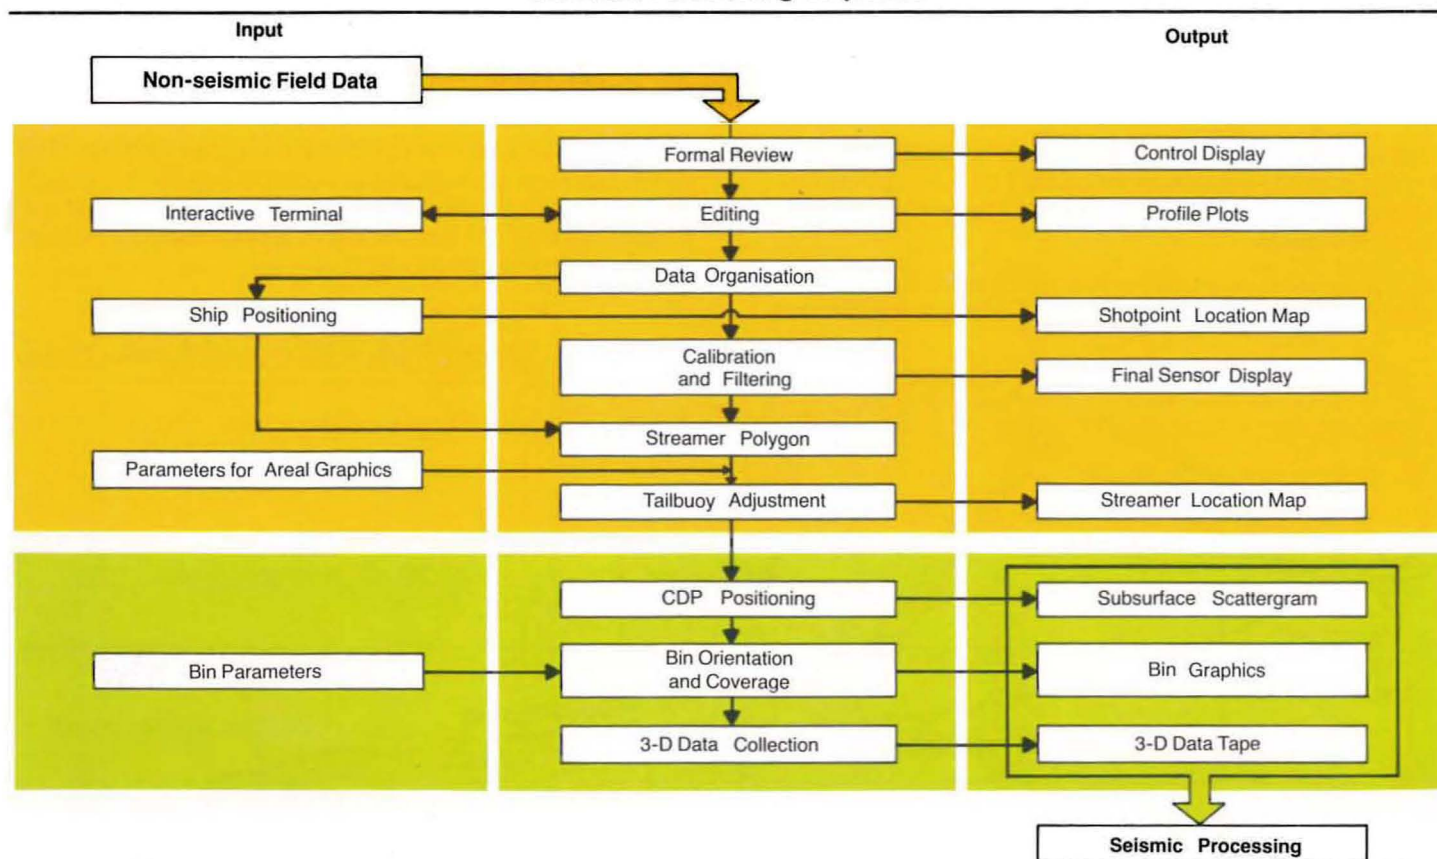 Input
Output
Non-seismic Field Data
Formal Review
Control Display
Interactive Terminal
Editing
Profile Plots
Data Organisation
Ship Positioning
Shotpoint Location Map
Calibration
and Filtering
Final Sensor Display
Streamer Polygon
Parameters for Areal Graphics
Tailbuoy Adjustment
Streamer Location Map
CDP Positioning
Subsurface Scattergram
Bin Parameters
Bin Orientation
and Coverage
Bin Graphics
3-D Data Collection
3-D Data Tape
Seismic Processing